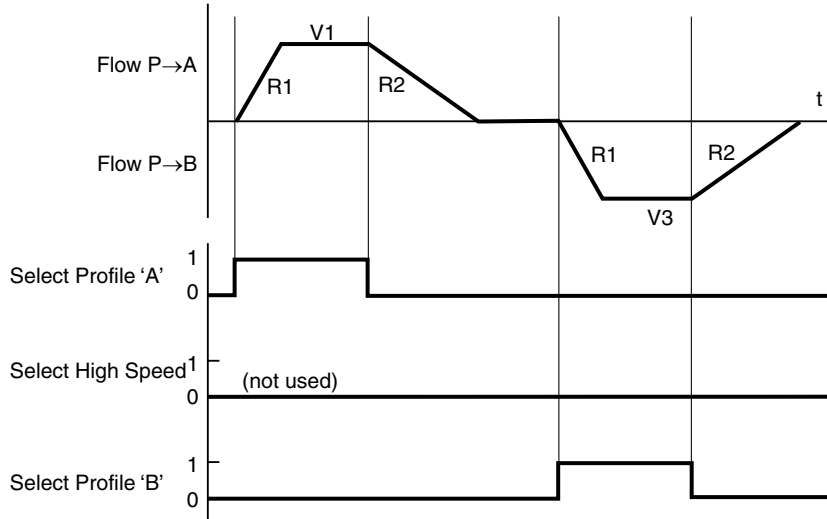 V1
Flow P→A
R1
R2
t
Flow P→B
R1
R2
V3
1
Select Profile ‘A’
0
1
Select High Speed
0
(not used)
1
Select Profile ‘B’
0